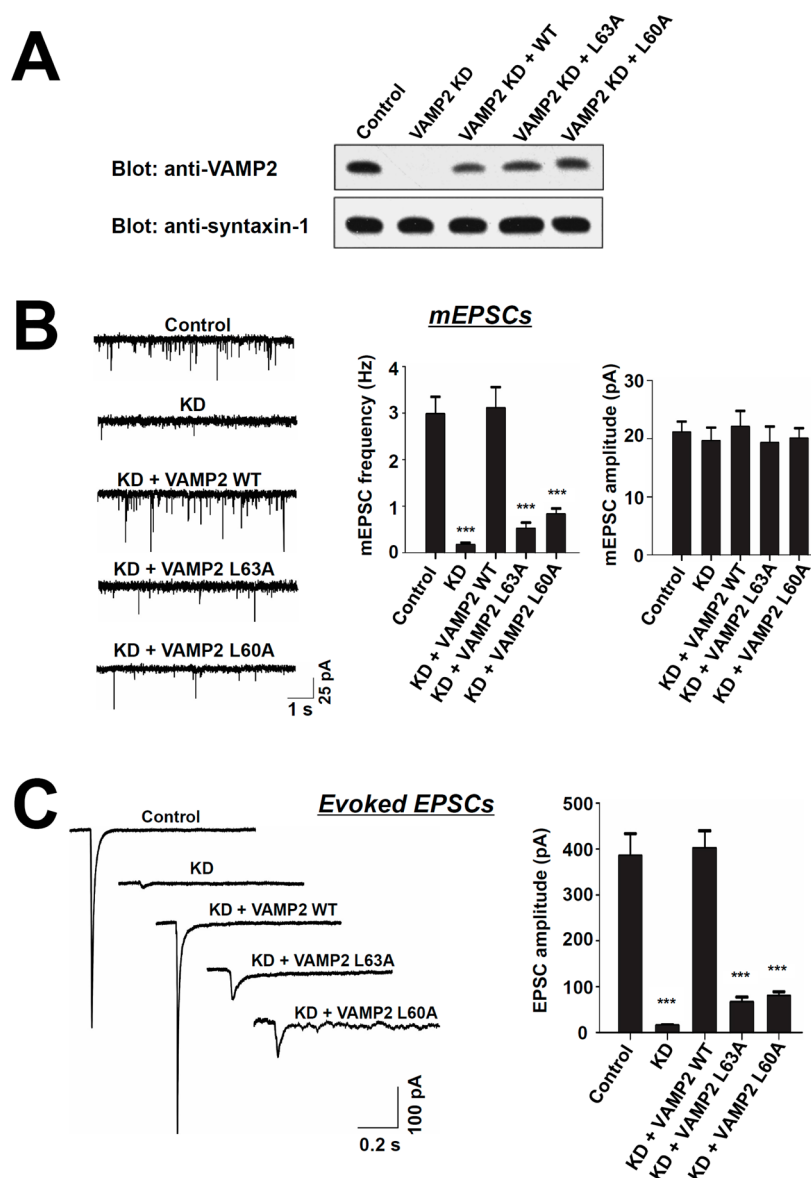 A
Control
VAMP2 KD
VAMP2 KD + WT
VAMP2 KD + L63A
VAMP2 KD + L60A
Blot: anti-VAMP2
Blot: anti-syntaxin-1
B
mEPSCs
Control
KD
KD + VAMP2 WT
KD + VAMP2 L63A
KD + VAMP2 L60A
25 pA
1 s
mEPSC frequency (Hz)
4
3
2
1
0
***
***
***
Control
KD
KD + VAMP2 WT
KD + VAMP2 L63A
KD + VAMP2 L60A
mEPSC amplitude (pA)
30
20
10
0
Control
KD
KD + VAMP2 WT
KD + VAMP2 L63A
KD + VAMP2 L60A
C
Evoked EPSCs
Control
KD
KD + VAMP2 WT
KD + VAMP2 L63A
KD + VAMP2 L60A
100 pA
0.2 s
EPSC amplitude (pA)
500
400
300
200
100
0
***
***
***
Control
KD
KD + VAMP2 WT
KD + VAMP2 L63A
KD + VAMP2 L60A